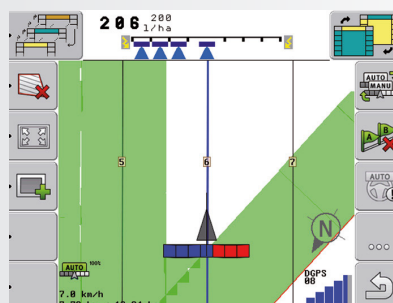 206 200 l/ha
AUTO
MANU
A B
5 6 7
AUTO
N
AUTO 100%
DGPS
08
7.0 km/h